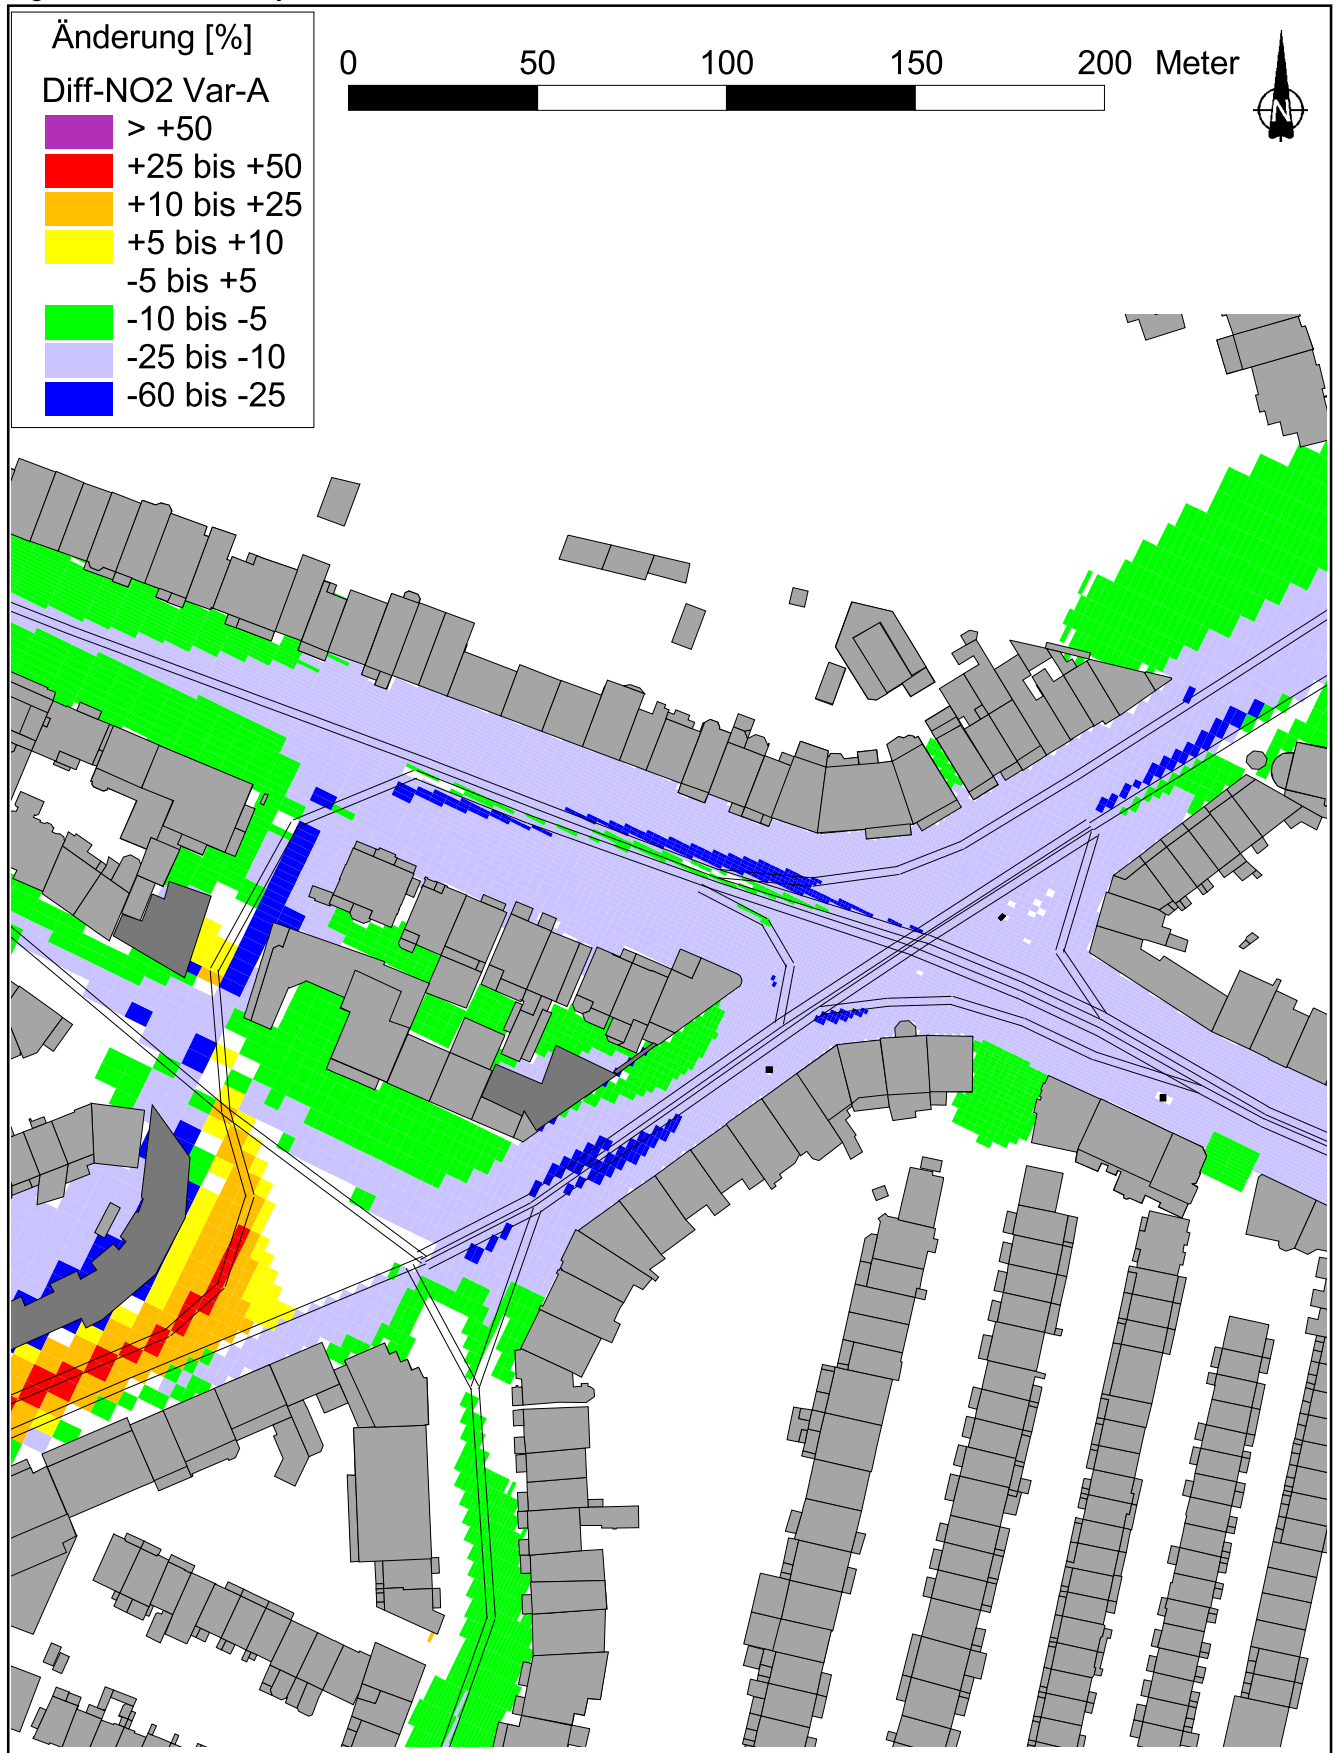 Änderung [%]
Diff-NO2 Var-A
> +50
+25 bis +50
+10 bis +25
+5 bis +10
-5 bis +5
-10 bis -5
-25 bis -10
-60 bis -25
0 50 100 150 200 Meter
N